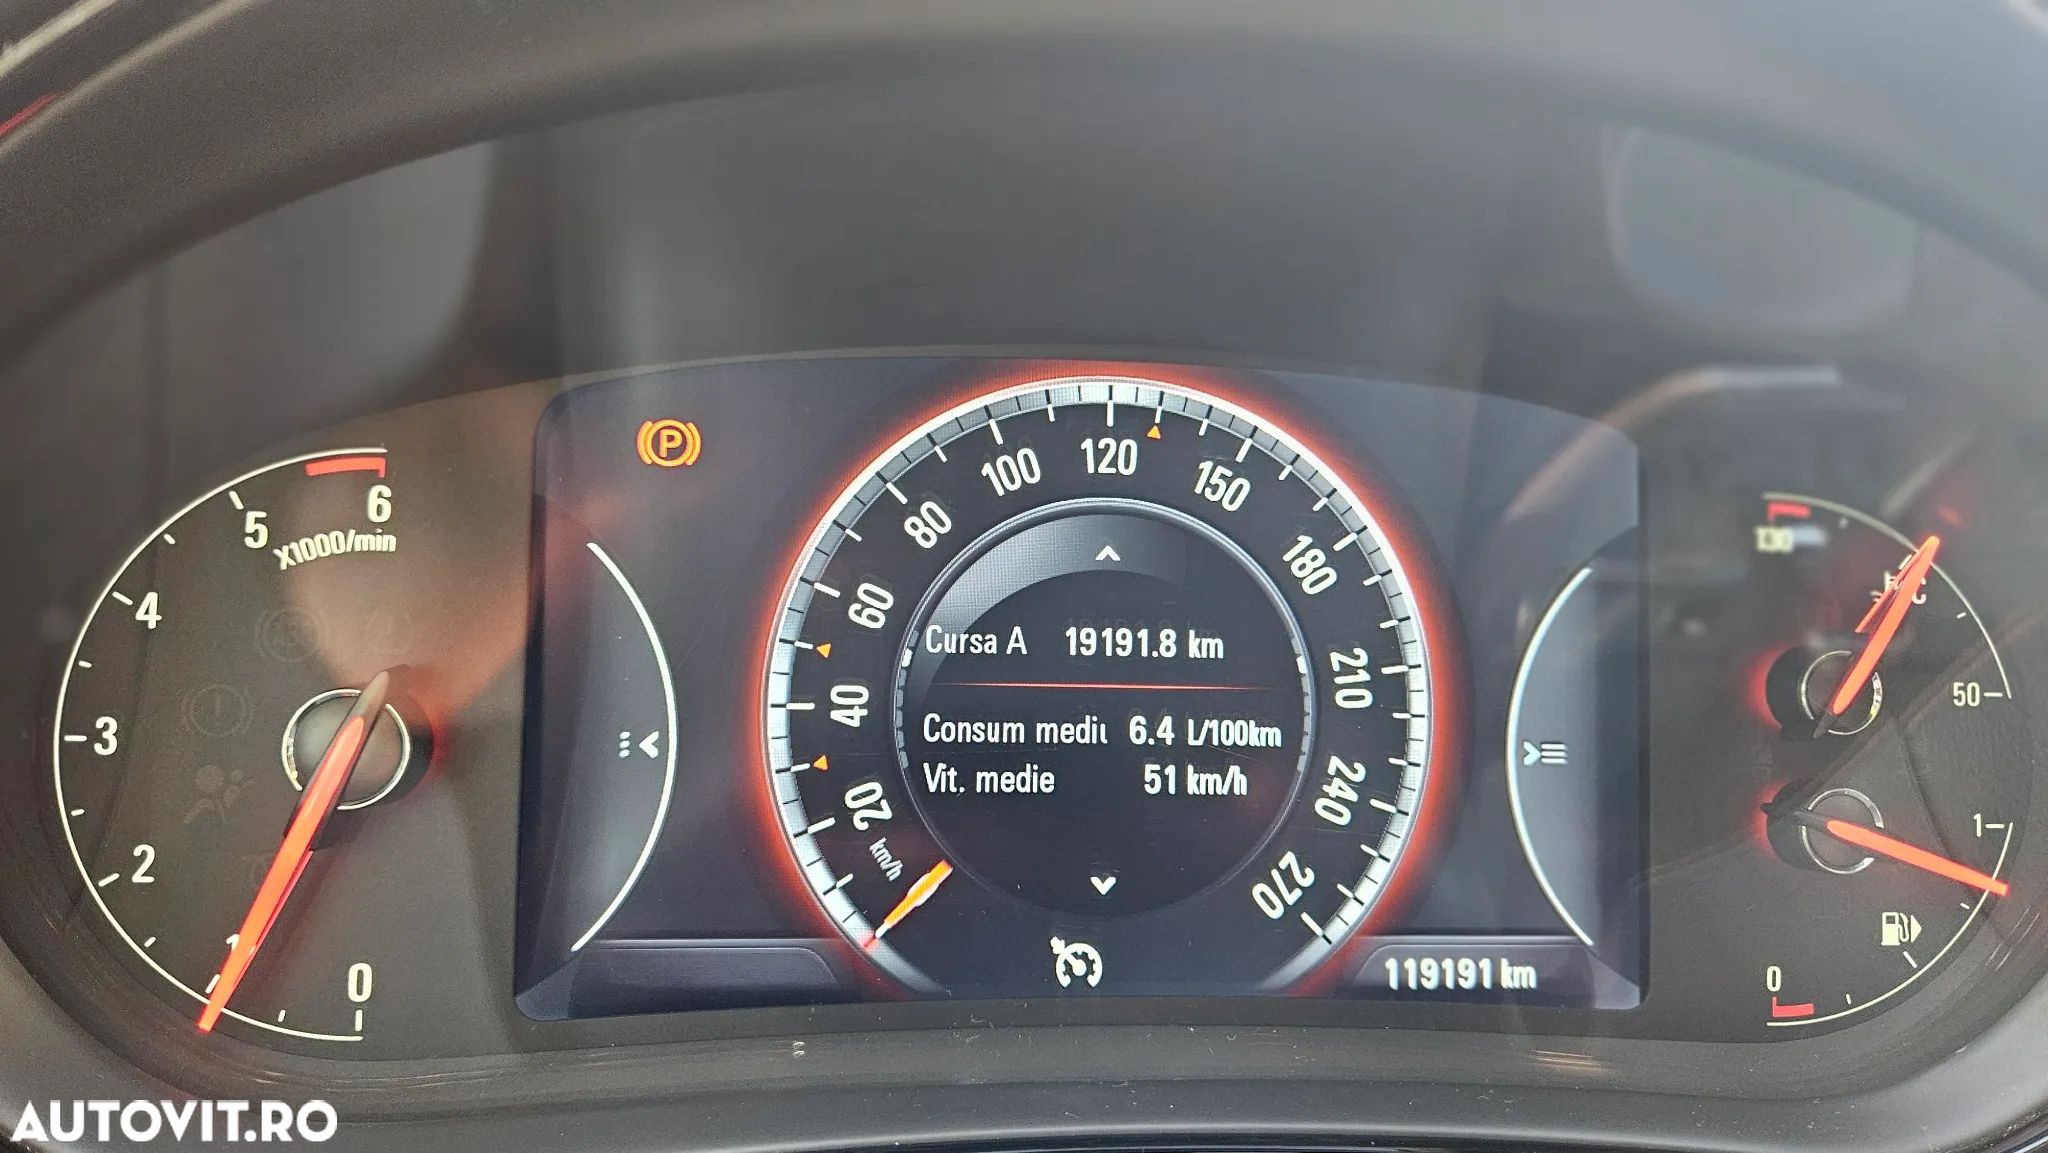 6
5
X1000/min
4
3
2
1
0
120
100
150
80
180
60
210
40
240
20
270
km/h
Cursa A 19191.8 km
Consum mediu 6.4 L/100km
Vit. medie 51 km/h
P
119191 km
130
°C
50
1
0
AUTOVIT.RO